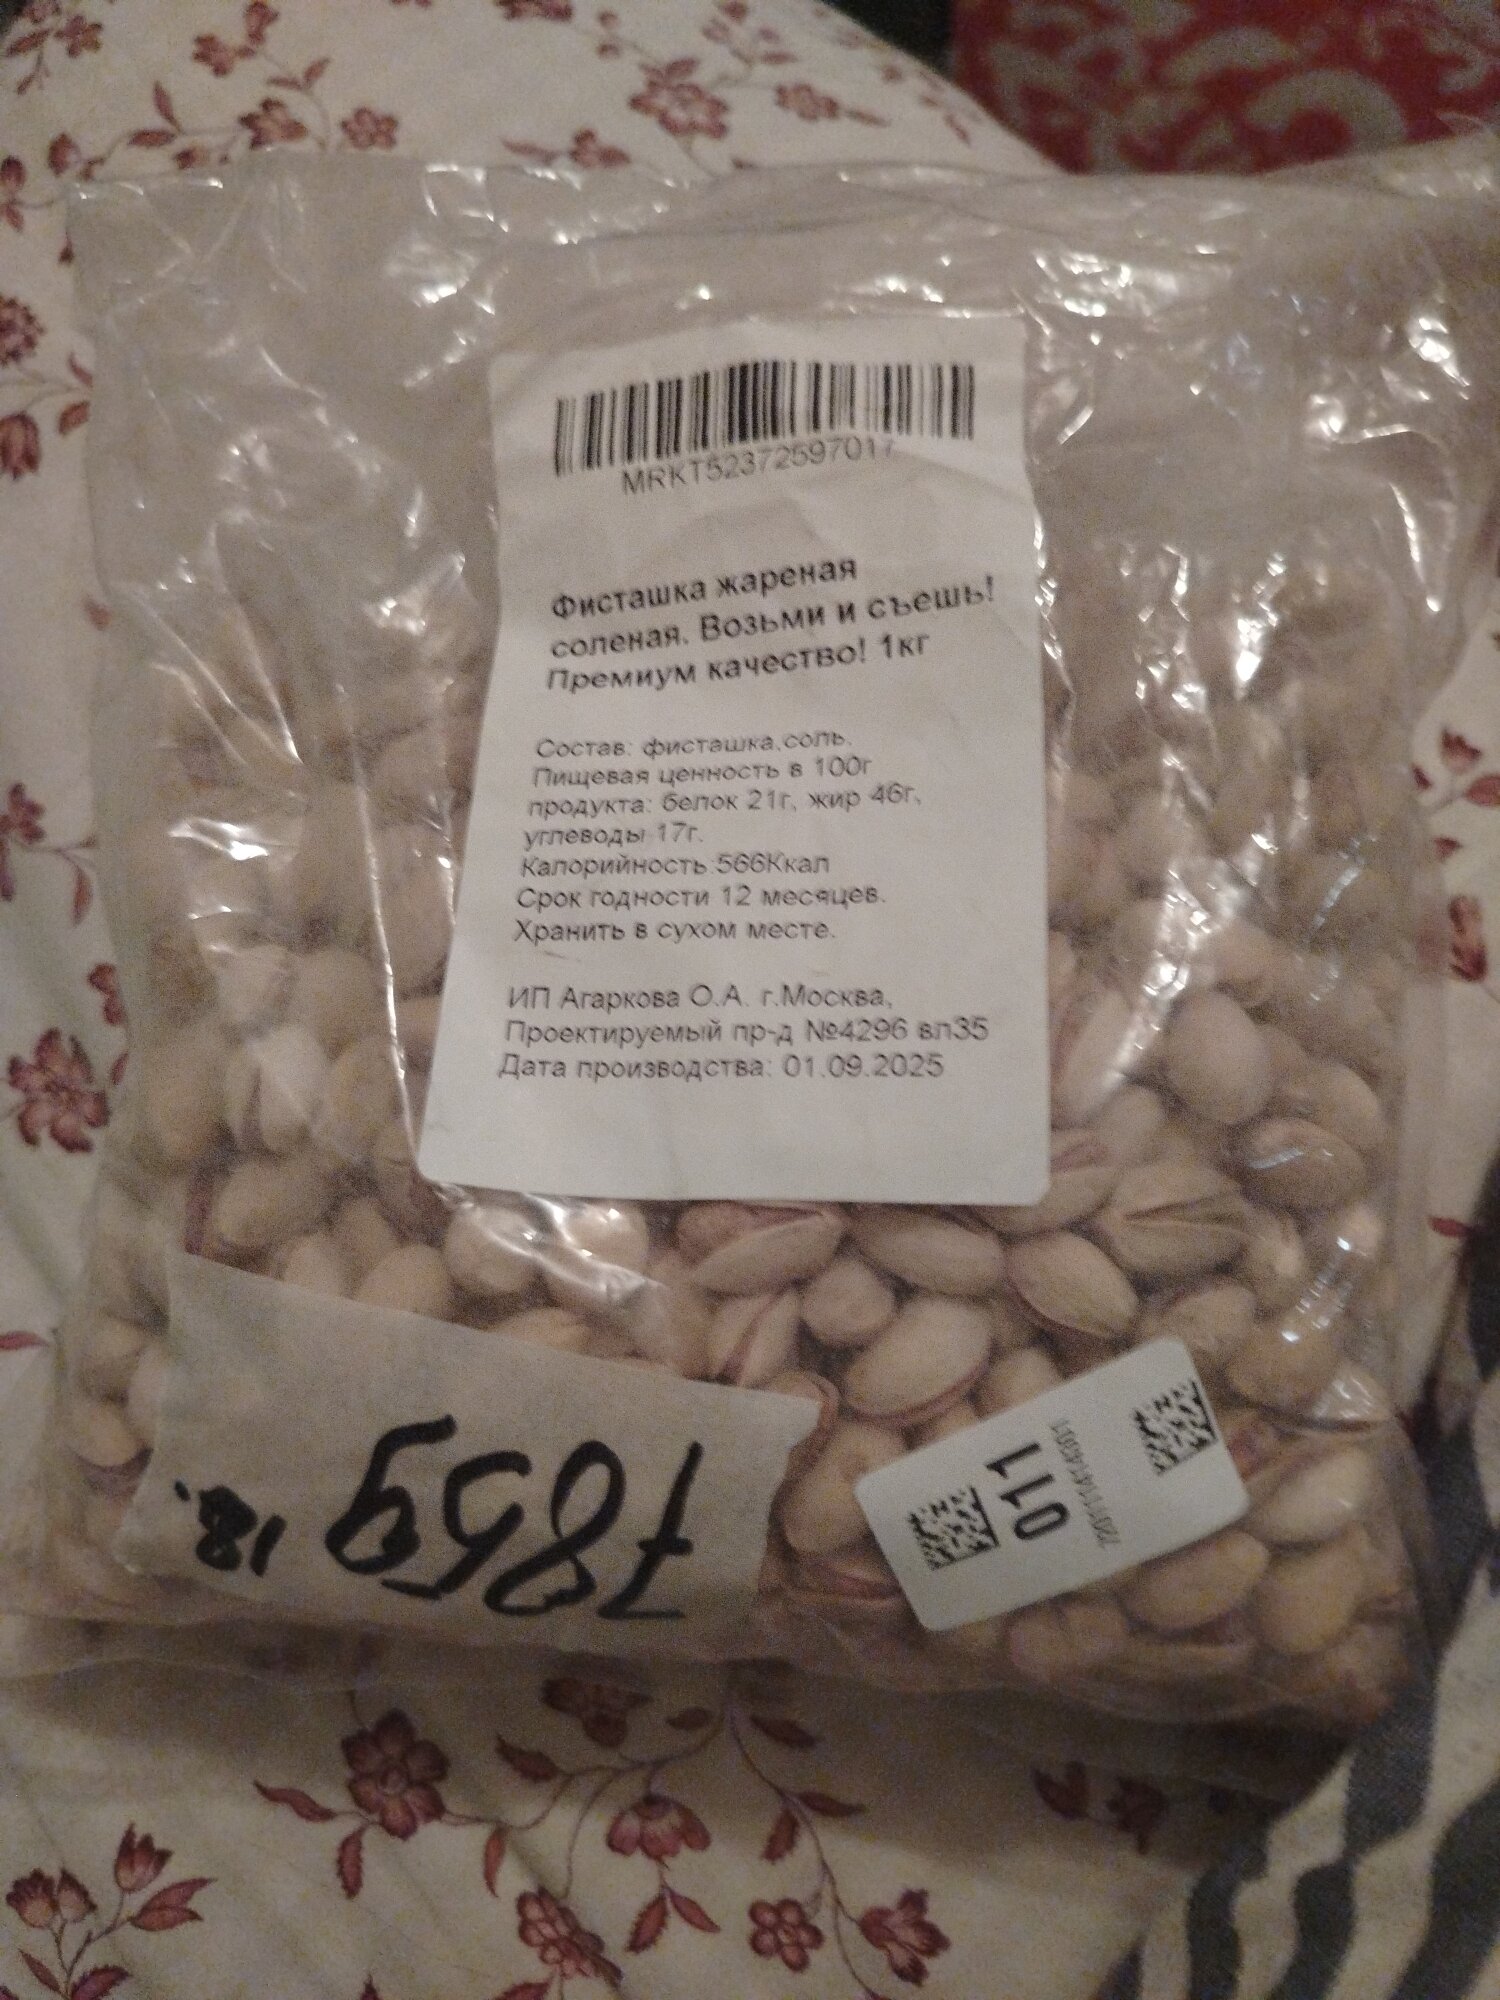 MRKT52372597017
Фисташка жареная
соленая. Возьми и съешь!
Премиум качество! 1кг
Состав: фисташка,соль.
Пищевая ценность в 100г
продукта: белок 21г, жир 46г,
углеводы 17г.
Калорийность 566Ккал
Срок годности 12 месяцев.
Хранить в сухом месте.
ИП Агаркова О.А. г.Москва,
Проектируемый пр-д №4296 вл35
Дата производства: 01.09.2025
011
7859